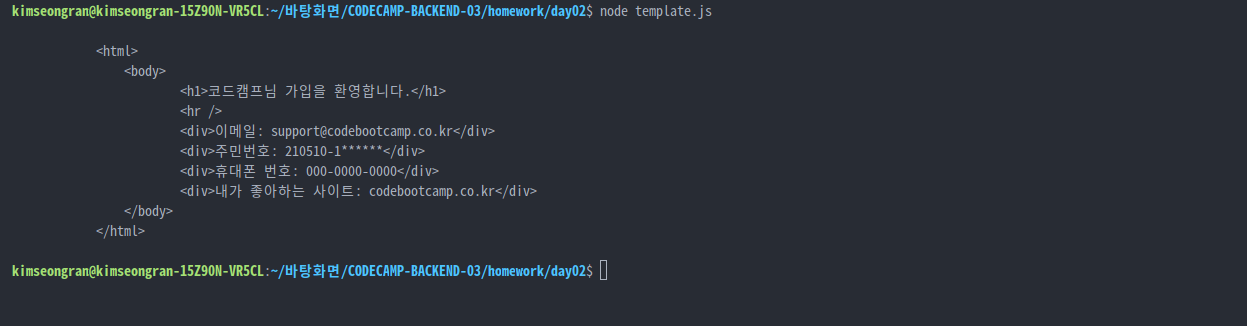 kimseongran@kimseongran-15Z90N-VR5CL:~/바탕화면/CODECAMP-BACKEND-03/homework/day02$ node template.js
<html>
<body>
<h1>코드캠프님 가입을 환영합니다.</h1>
<hr />
<div>이메일: support@codebootcamp.co.kr</div>
<div>주민번호: 210510-1******</div>
<div>휴대폰 번호: 000-0000-0000</div>
<div>내가 좋아하는 사이트: codebootcamp.co.kr</div>
</body>
</html>
kimseongran@kimseongran-15Z90N-VR5CL:~/바탕화면/CODECAMP-BACKEND-03/homework/day02$